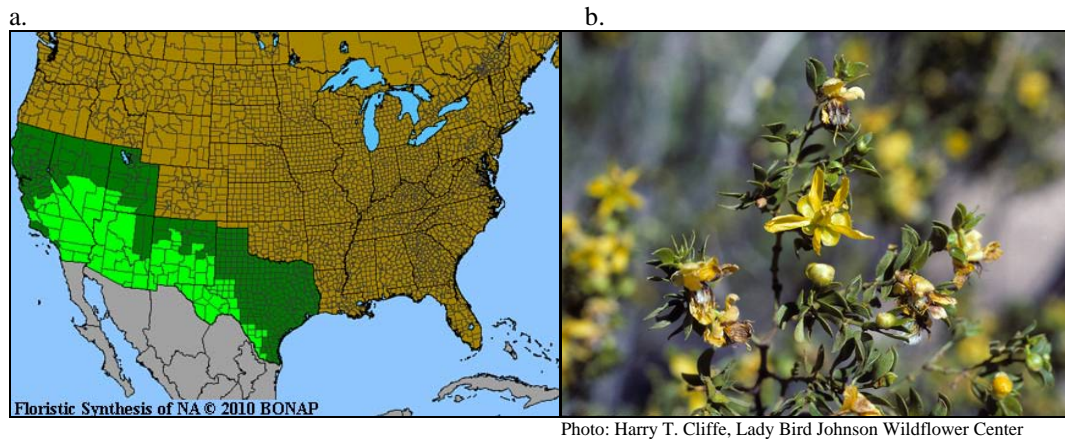 a.
b.
Floristic Synthesis of NA © 2010 BONAP
Photo: Harry T. Cliffe, Lady Bird Johnson Wildflower Center